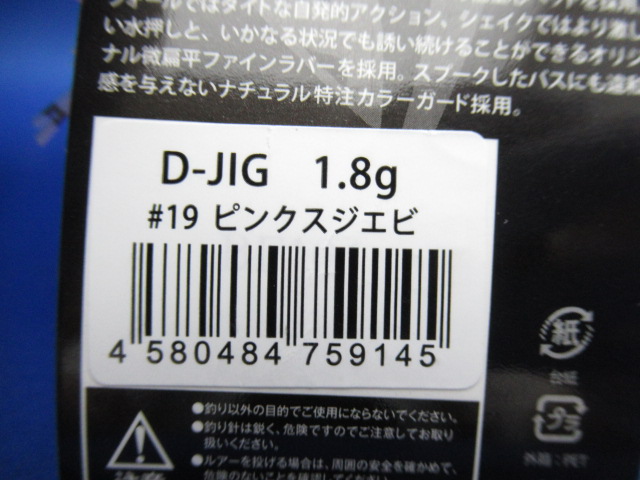 フォールではタイトな自発的アクション、シェイクではより激し
い水押しと、いかなる状況でも誘い続けることができるオリジ
ナル微扁平ファインラバーを採用。スプークしたバスにも違和
感を与えないナチュラル特注カラーガード採用。
D-JIG 1.8g
#19 ピンクスジエビ
4 580484 759145
紙
台紙
プラ
外箱:PET
●釣り以外の目的でご使用にならないでください。
●釣り針は鋭く、危険ですのでご注意してお取り
扱いください。
●ルアーを投げる場合は、周囲の安全を確かめて、